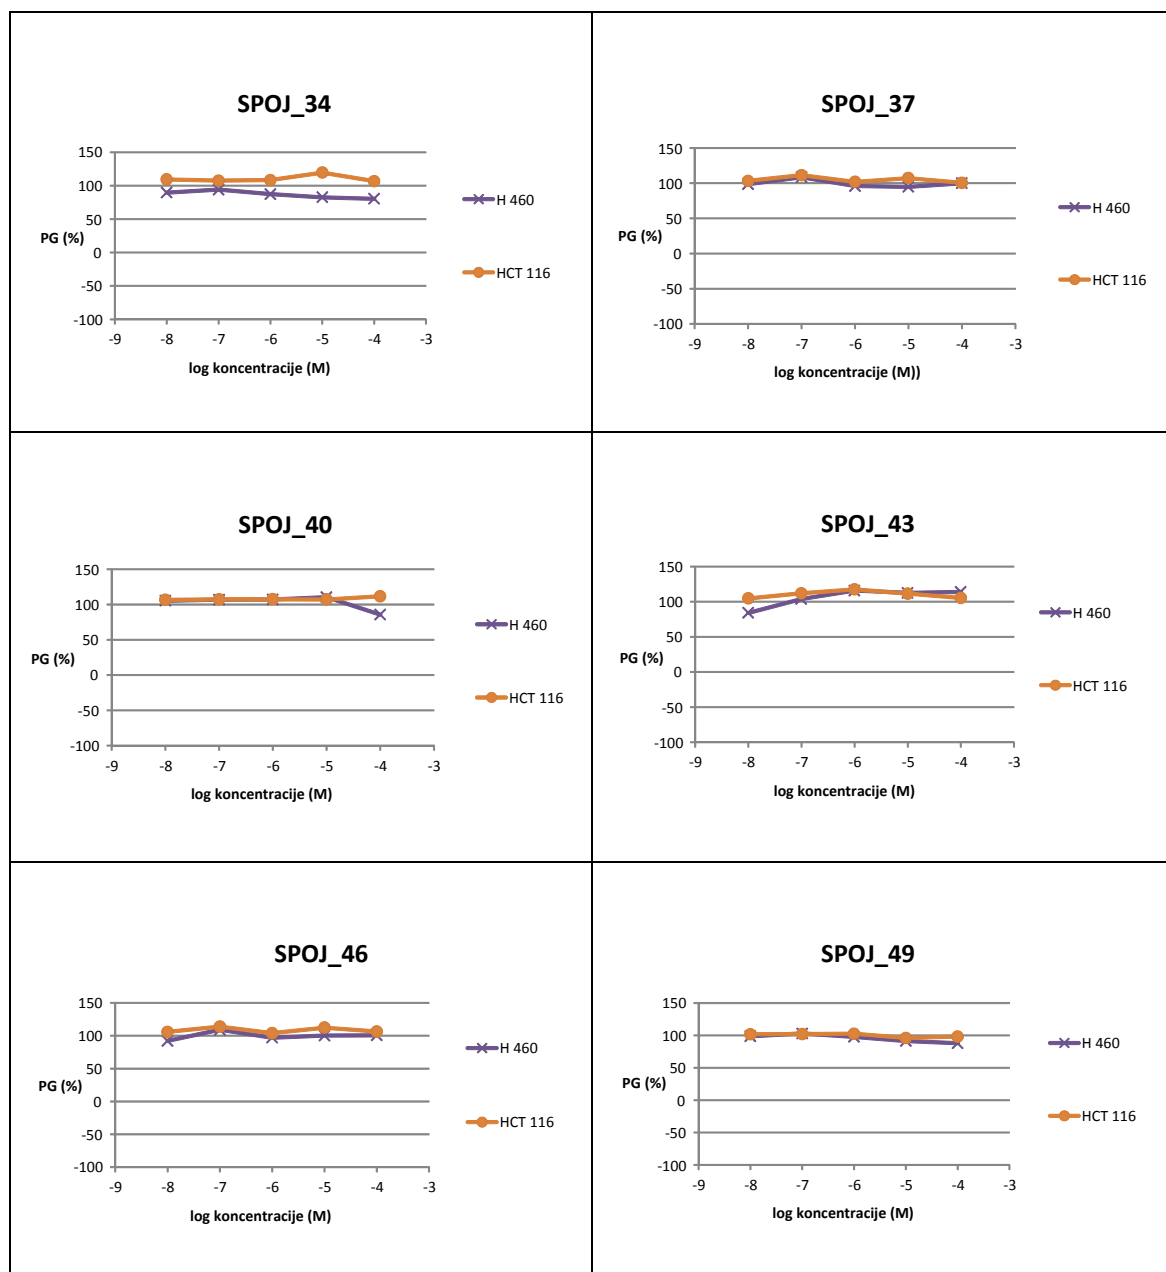 SPOJ_34
150
100
50
0
-50
-100
PG (%)
-9 -8 -7 -6 -5 -4 -3
log koncentracije (M)
H 460
HCT 116
SPOJ_37
150
100
50
0
-50
-100
PG (%)
-9 -8 -7 -6 -5 -4 -3
log koncentracije (M))
H 460
HCT 116
SPOJ_40
150
100
50
0
-50
-100
PG (%)
-9 -8 -7 -6 -5 -4 -3
log koncentracije (M)
H 460
HCT 116
SPOJ_43
150
100
50
0
-50
-100
PG (%)
-9 -8 -7 -6 -5 -4 -3
log koncentracije (M)
H 460
HCT 116
SPOJ_46
150
100
50
0
-50
-100
PG (%)
-9 -8 -7 -6 -5 -4 -3
log koncentracije (M)
H 460
HCT 116
SPOJ_49
150
100
50
0
-50
-100
PG (%)
-9 -8 -7 -6 -5 -4 -3
log koncentracije (M)
H 460
HCT 116